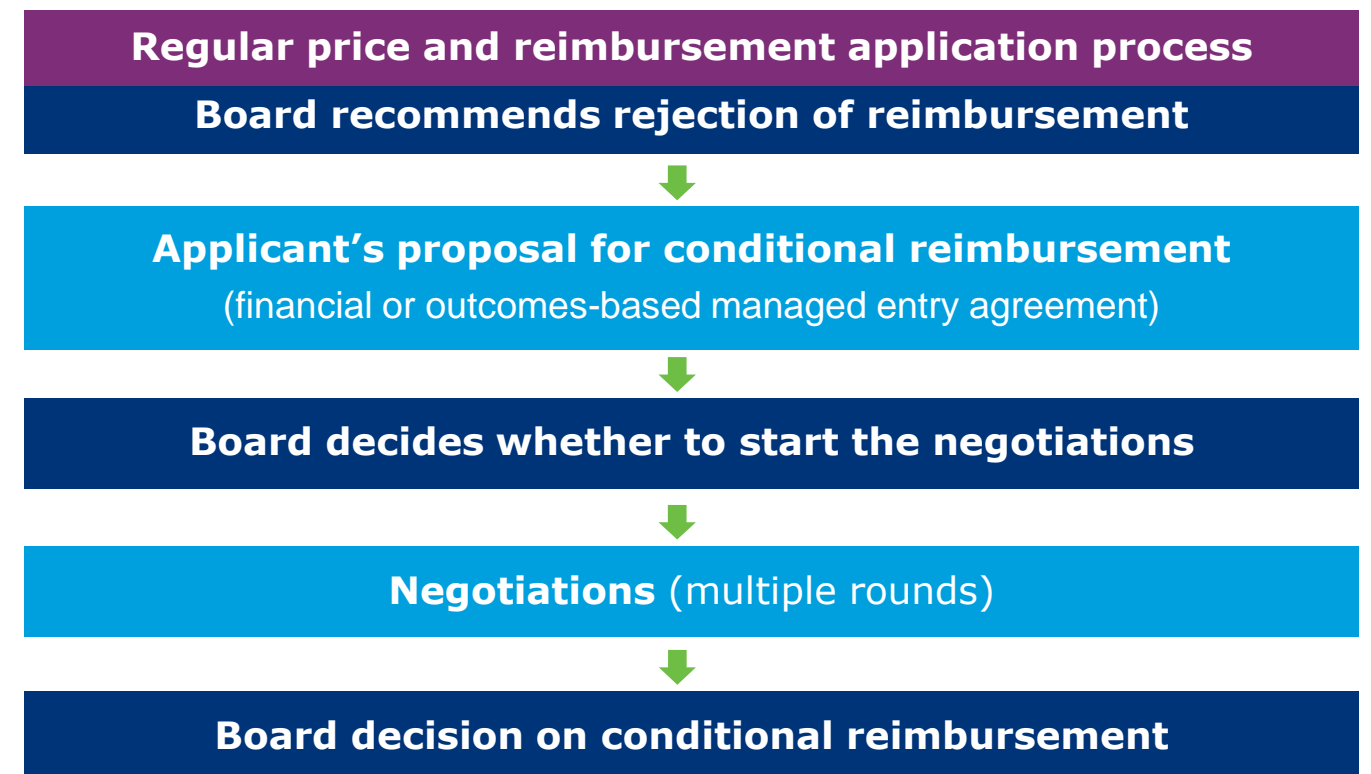 Regular price and reimbursement application process
Board recommends rejection of reimbursement
Applicant’s proposal for conditional reimbursement
(financial or outcomes-based managed entry agreement)
Board decides whether to start the negotiations
Negotiations (multiple rounds)
Board decision on conditional reimbursement